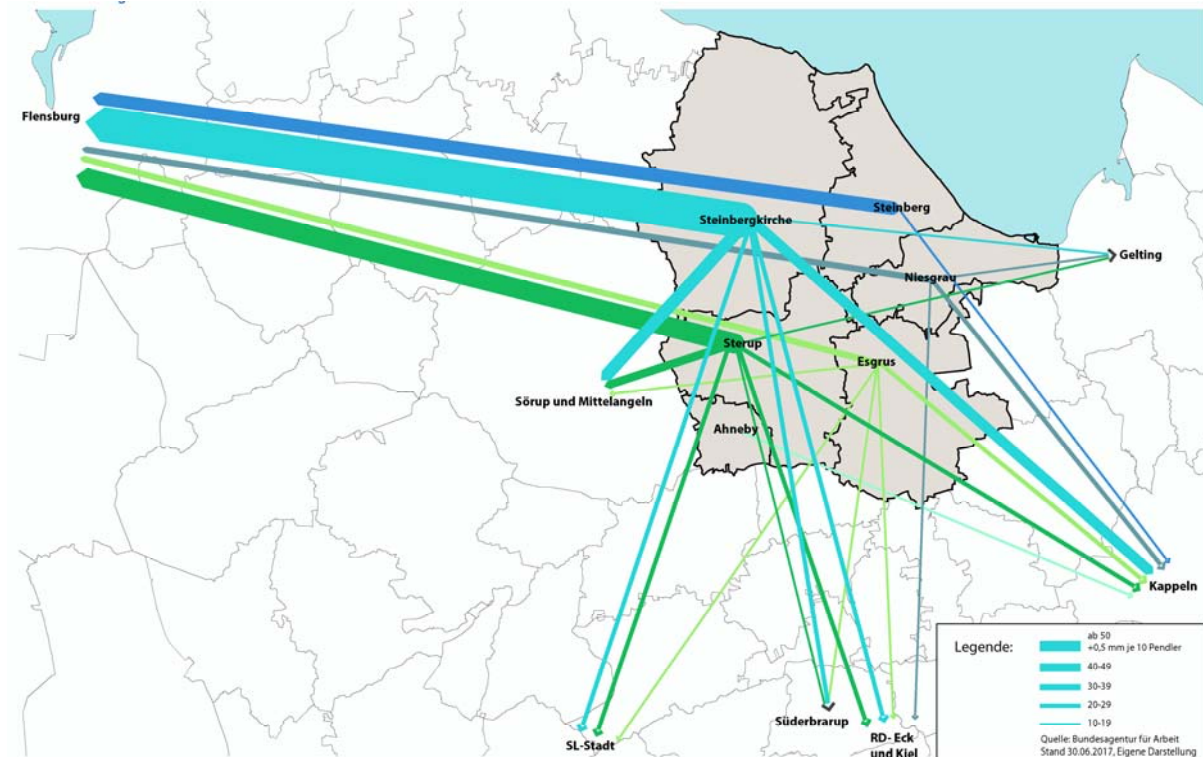 Flensburg
Steinberg
Steinbergkirche
Gelting
Niesgrau
Sterup
Esgrus
Sörup und Mittelangeln
Ahneby
Kappeln
Legende:
ab 50
+0,5 mm je 10 Pendler
40-49
30-39
20-29
10-19
Süderbrarup
RD- Eck
und Kiel
SL-Stadt
Quelle: Bundesagentur für Arbeit
Stand 30.06.2017, Eigene Darstellung